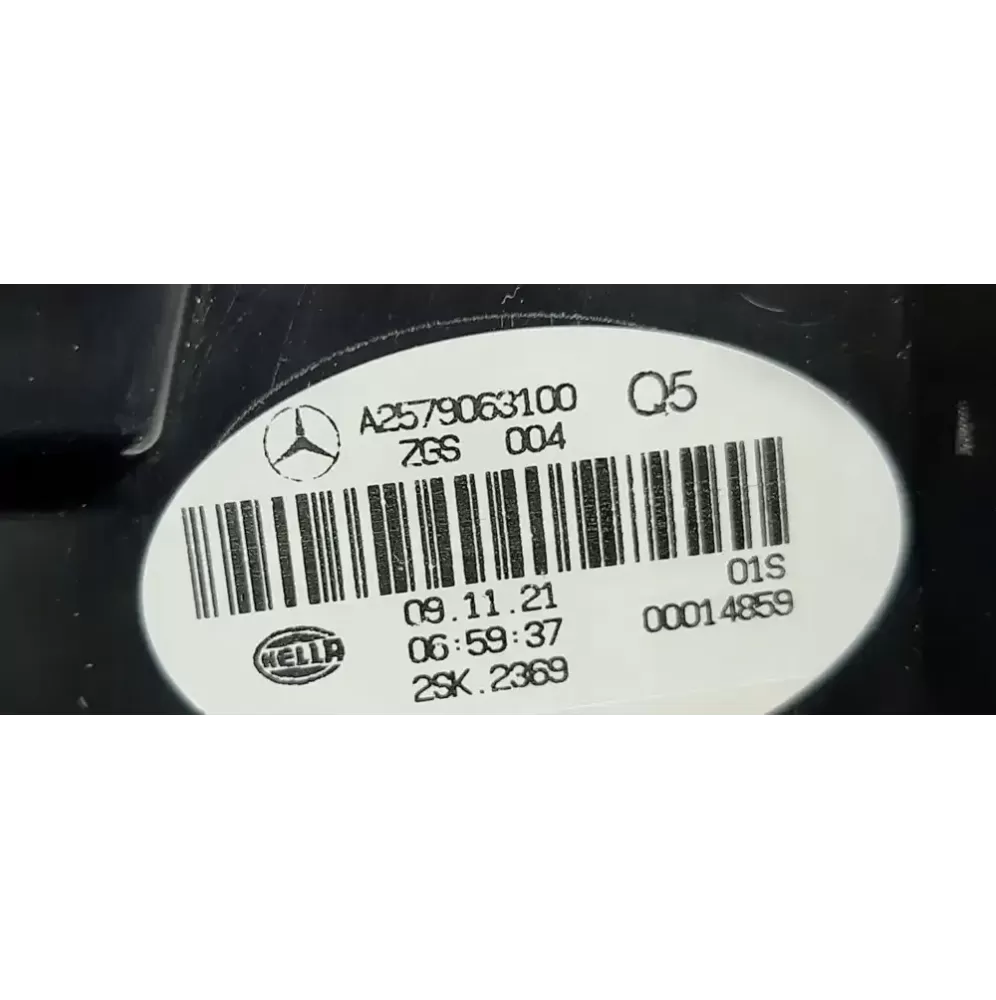 A2579063100 Q5
ZGS 004
01S
09.11.21
00014859
06:59:37
HELLA
2SK.2369